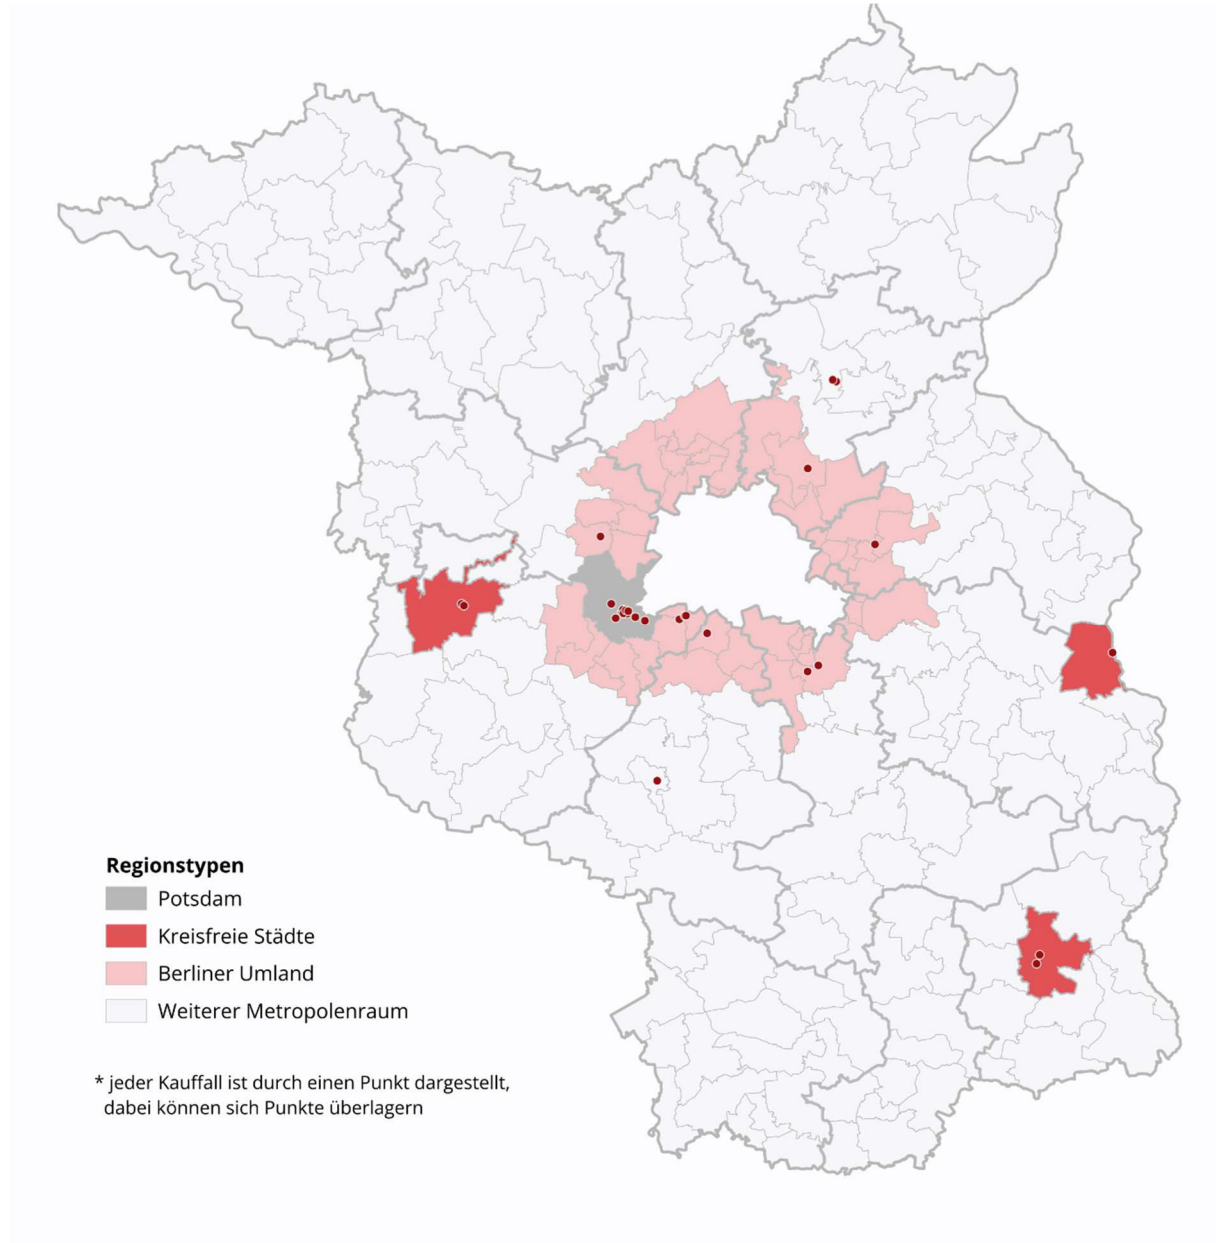 Regionstypen
Potsdam
Kreisfreie Städte
Berliner Umland
Weiterer Metropolenraum
* jeder Kauffall ist durch einen Punkt dargestellt,
dabei können sich Punkte überlagern